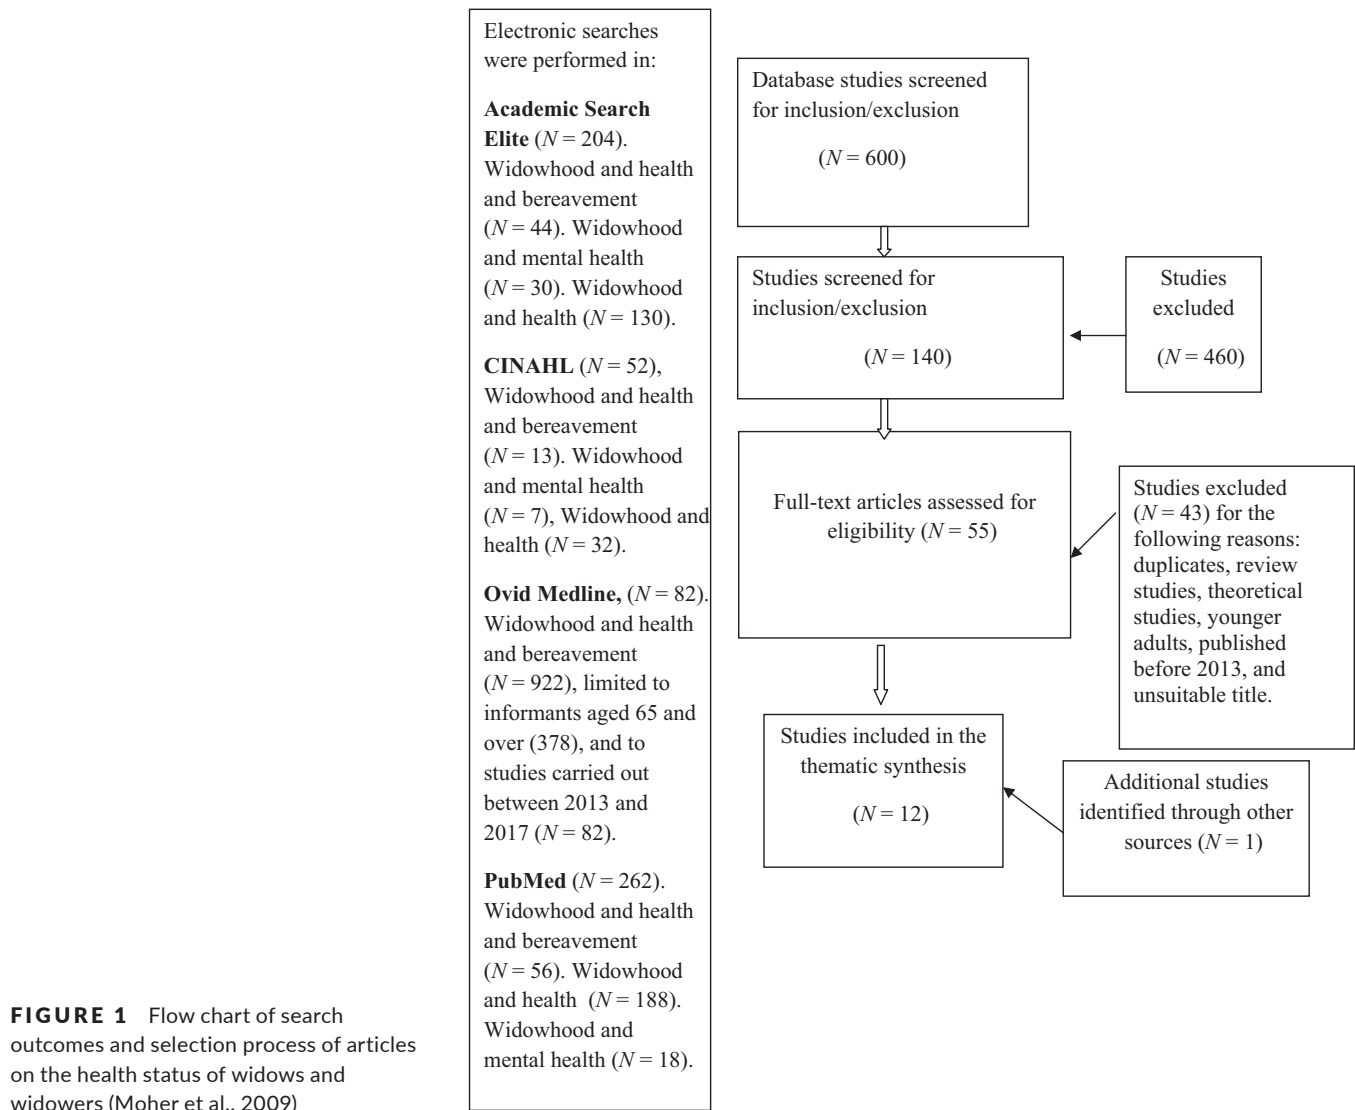 Electronic searches
were performed in:
Academic Search
Elite (N = 204).
Widowhood and health
and bereavement
(N = 44). Widowhood
and mental health
(N = 30). Widowhood
and health (N = 130).
CINAHL (N = 52),
Widowhood and health
and bereavement
(N = 13). Widowhood
and mental health
(N = 7), Widowhood and
health (N = 32).
Ovid Medline, (N = 82).
Widowhood and health
and bereavement
(N = 922), limited to
informants aged 65 and
over (378), and to
studies carried out
between 2013 and
2017 (N = 82).
PubMed (N = 262).
Widowhood and health
and bereavement
(N = 56). Widowhood
and health (N = 188).
Widowhood and
mental health (N = 18).
Database studies screened
for inclusion/exclusion
(N = 600)
Studies screened for
inclusion/exclusion
(N = 140)
Studies
excluded
(N = 460)
Full-text articles assessed for
eligibility (N = 55)
Studies excluded
(N = 43) for the
following reasons:
duplicates, review
studies, theoretical
studies, younger
adults, published
before 2013, and
unsuitable title.
Studies included in the
thematic synthesis
(N = 12)
Additional studies
identified through other
sources (N = 1)
FIGURE 1 Flow chart of search
outcomes and selection process of articles
on the health status of widows and
widowers (Moher et al., 2009)